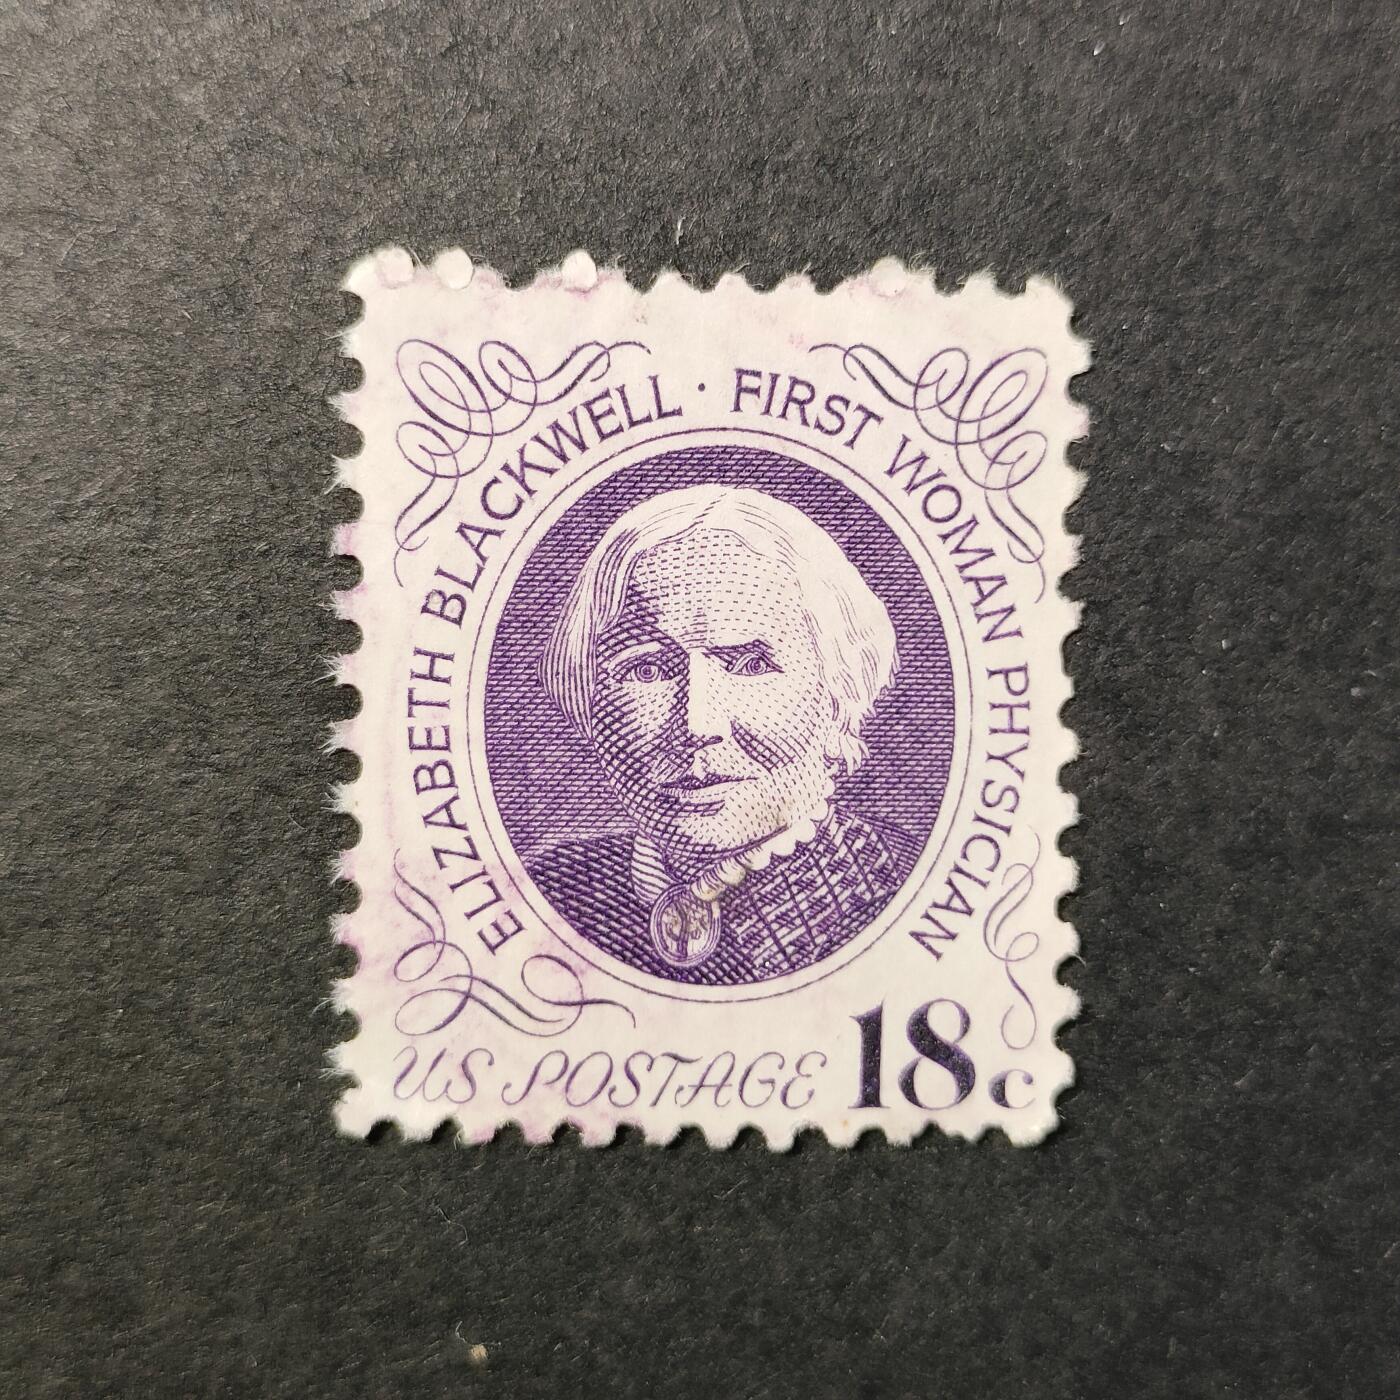 ELIZABETH BLACKWELL · FIRST WOMAN PHYSICIAN
US POSTAGE 18c